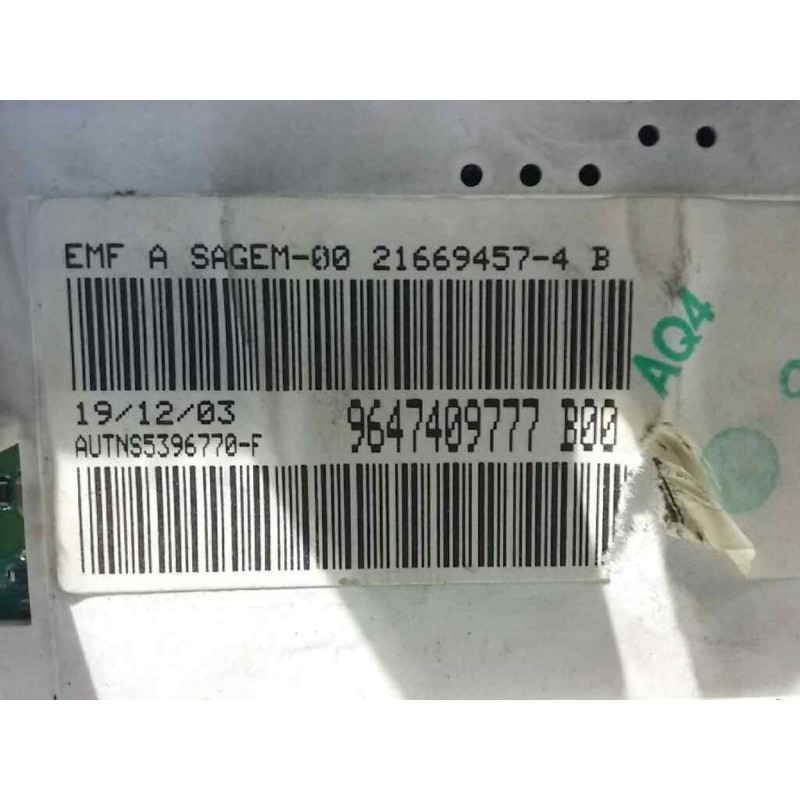 EMF A SAGEM-00 21669457-4 B
AQ4
19/12/03
9647409777 B00
AUTNS5396770-F